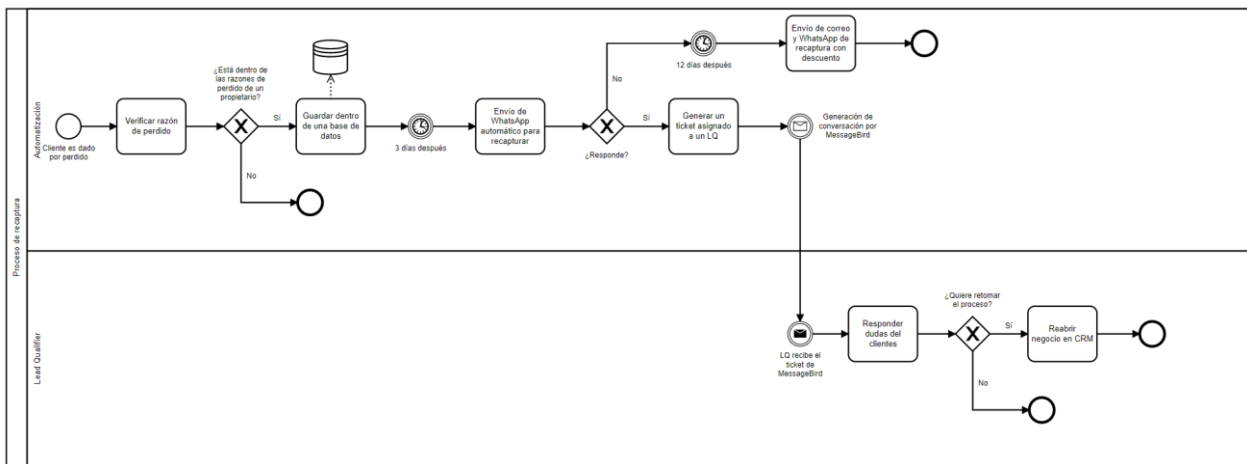 Proceso de recaptura
Automatización
Cliente es dado
por perdido
Verificar razón
de perdido
¿Está dentro de
las razones de
perdido de un
propietario?
Sí
No
Guardar dentro
de una base de
datos
3 días después
Envío de
WhatsApp
automático para
recapturar
¿Responde?
No
12 días después
Envío de correo
y WhatsApp de
recaptura con
descuento
Sí
Generar un
ticket asignado
a un LQ
Generación de
conversación por
MessageBird
Lead Qualifier
LQ recibe el
ticket de
MessageBird
Responder
dudas del
clientes
¿Quiere retomar
el proceso?
Sí
No
Reabrir
negocio en CRM